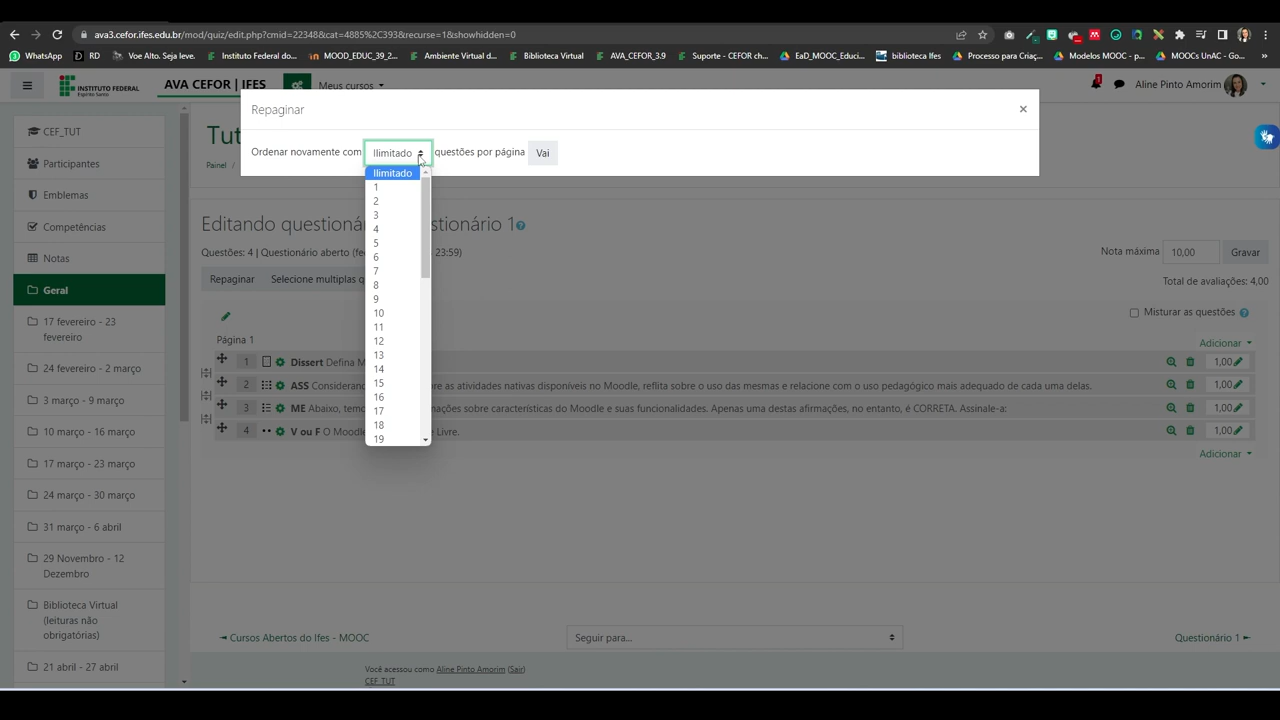 ava3.cefor.ifes.edu.br/mod/quiz/edit.php?cmid=22348&cat=4885%2C393&recurse=1&showhidden=0
WhatsApp
Voe Alto. Seja leve.
Instituto Federal do...
MOOD_EDUC_39_2...
Ambiente Virtual d...
Biblioteca Virtual
AVA_CEFOR_3.9
Suporte - CEFOR ch...
EaD_MOOC_Educi...
biblioteca Ifes
Processo para Criaç...
Modelos MOOC - p...
MOOCs UnAC - Go...
INSTITUTO FEDERAL
Espírito Santo
AVA CEFOR | IFES
Meus cursos
1
Aline Pinto Amorim
Repaginar
×
Ordenar novamente com
Ilimitado
questões por página
Vai
Ilimitado
1
2
3
4
5
6
7
8
9
10
11
12
13
14
15
16
17
18
19
CEF_TUT
Participantes
Emblemas
Competências
Notas
Geral
17 fevereiro - 23
fevereiro
24 fevereiro - 2 março
3 março - 9 março
10 março - 16 março
17 março - 23 março
24 março - 30 março
31 março - 6 abril
29 Novembro - 12
Dezembro
Biblioteca Virtual
(leituras não
obrigatórias)
21 abril - 27 abril
Tut
Painel /
Editando questioná
estionário 1
Questões: 4 | Questionário aberto (fe
23:59)
Nota máxima
10,00
Gravar
Repaginar
Selecione multiplas q
Total de avaliações: 4,00
Misturar as questões
Página 1
Adicionar
1 Dissert Defina M
1,00
2 ASS Considerand
re as atividades nativas disponíveis no Moodle, reflita sobre o uso das mesmas e relacione com o uso pedagógico mais adequado de cada uma delas.
1,00
3 ME Abaixo, temo
mações sobre características do Moodle e suas funcionalidades. Apenas uma destas afirmações, no entanto, é CORRETA. Assinale-a:
1,00
4 V ou F O Moodl
e Livre.
1,00
Adicionar
◄ Cursos Abertos do Ifes - MOOC
Seguir para...
Questionário 1 ►
Você acessou como Aline Pinto Amorim (Sair)
CEF_TUT